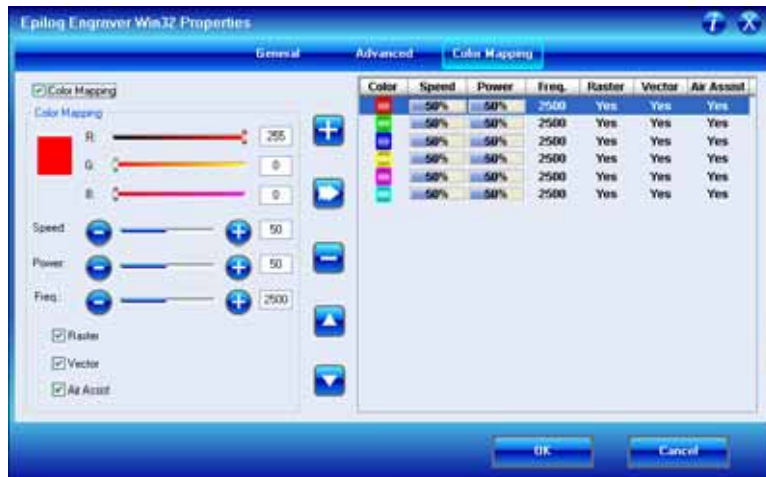 Epilog Engraver Win32 Properties
General Advanced Color Mapping
Color Mapping
Color Mapping
R: 255
G: 0
B: 0
Speed: 50
Power: 50
Freq.: 2500
Raster
Vector
Air Assist
Color Speed Power Freq. Raster Vector Air Assist
50% 50% 2500 Yes Yes Yes
50% 50% 2500 Yes Yes Yes
50% 50% 2500 Yes Yes Yes
50% 50% 2500 Yes Yes Yes
50% 50% 2500 Yes Yes Yes
50% 50% 2500 Yes Yes Yes
OK Cancel